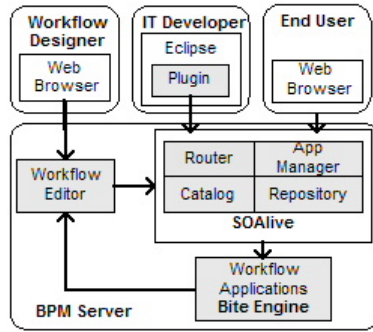 Workflow
Designer
Web
Browser
IT Developer
Eclipse
Plugin
End User
Web
Browser
Workflow
Editor
Router
App
Manager
Catalog
Repository
SOAlive
Workflow
Applications
Bite Engine
BPM Server